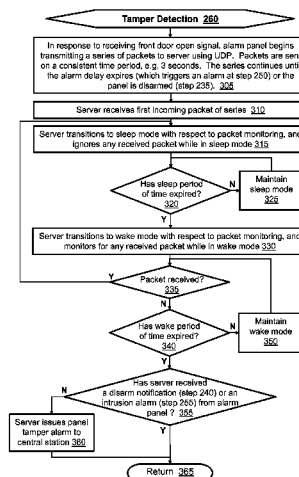 Tamper Detection 260
In response to receiving front door open signal, alarm panel begins
transmitting a series of packets to server using UDP. Packets are sen
on a consistent time period, e.g. 3 seconds. The series continues until
the alarm delay expires (which triggers an alarm at step 250) or the
panel is disarmed (step 235). 305
Server receives first incoming packet of series 310
Server transitions to sleep mode with respect to packet monitoring, and
ignores any received packet while in sleep mode 315
Has sleep period
of time expired?
320
N
Maintain
sleep mode
325
Y
Server transitions to wake mode with respect to packet monitoring, and
monitors for any received packet while in wake mode 330
Y
Packet received?
335
N
Has wake period
of time expired?
340
N
Maintain
wake mode
350
Y
Has server received
a disarm notification (step 240) or an
intrusion alarm (step 255) from alarm
panel ? 355
N
Server issues panel
tamper alarm to
central station 360
Y
Return 365